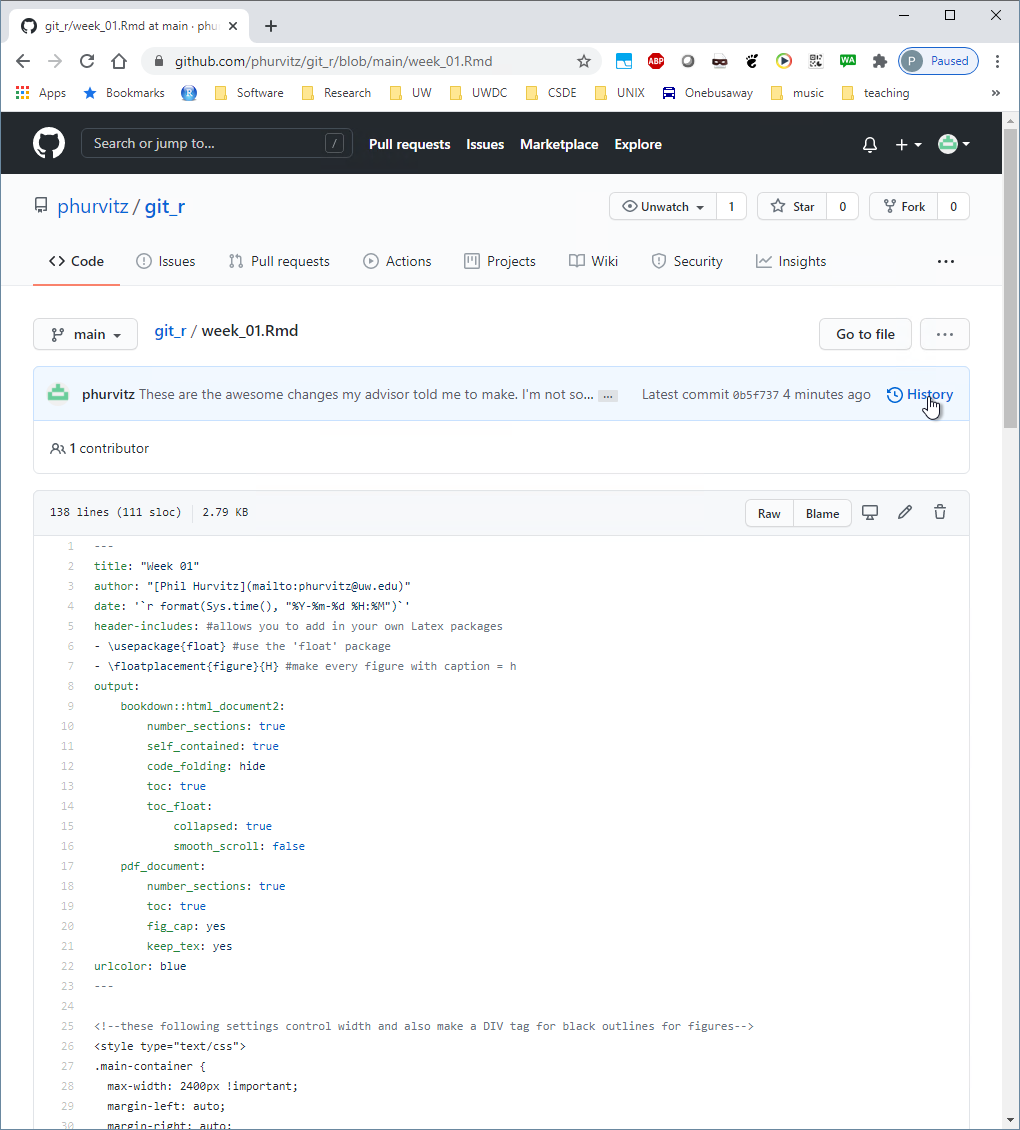 git_r/week_01.Rmd at main · phur
github.com/phurvitz/git_r/blob/main/week_01.Rmd
ABP
WA
P Paused
Apps Bookmarks R Software Research UW UWDC CSDE UNIX Onebusaway music teaching »
Search or jump to... / Pull requests Issues Marketplace Explore
phurvitz / git_r
Unwatch 1 Star 0 Fork 0
<> Code Issues Pull requests Actions Projects Wiki Security Insights ...
main git_r / week_01.Rmd Go to file ...
phurvitz These are the awesome changes my advisor told me to make. I'm not so... ... Latest commit 0b5f737 4 minutes ago History
1 contributor
138 lines (111 sloc) 2.79 KB Raw Blame
1 ---
2 title: "Week 01"
3 author: "[Phil Hurvitz](mailto:phurvitz@uw.edu)"
4 date: '`r format(Sys.time(), "%Y-%m-%d %H:%M")`'
5 header-includes: #allows you to add in your own Latex packages
6 - \usepackage{float} #use the 'float' package
7 - \floatplacement{figure}{H} #make every figure with caption = h
8 output:
9 bookdown::html_document2:
10 number_sections: true
11 self_contained: true
12 code_folding: hide
13 toc: true
14 toc_float:
15 collapsed: true
16 smooth_scroll: false
17 pdf_document:
18 number_sections: true
19 toc: true
20 fig_cap: yes
21 keep_tex: yes
22 urlcolor: blue
23 ---
24
25 <!--these following settings control width and also make a DIV tag for black outlines for figures-->
26 <style type="text/css">
27 .main-container {
28 max-width: 2400px !important;
29 margin-left: auto;
30 margin-right: auto;